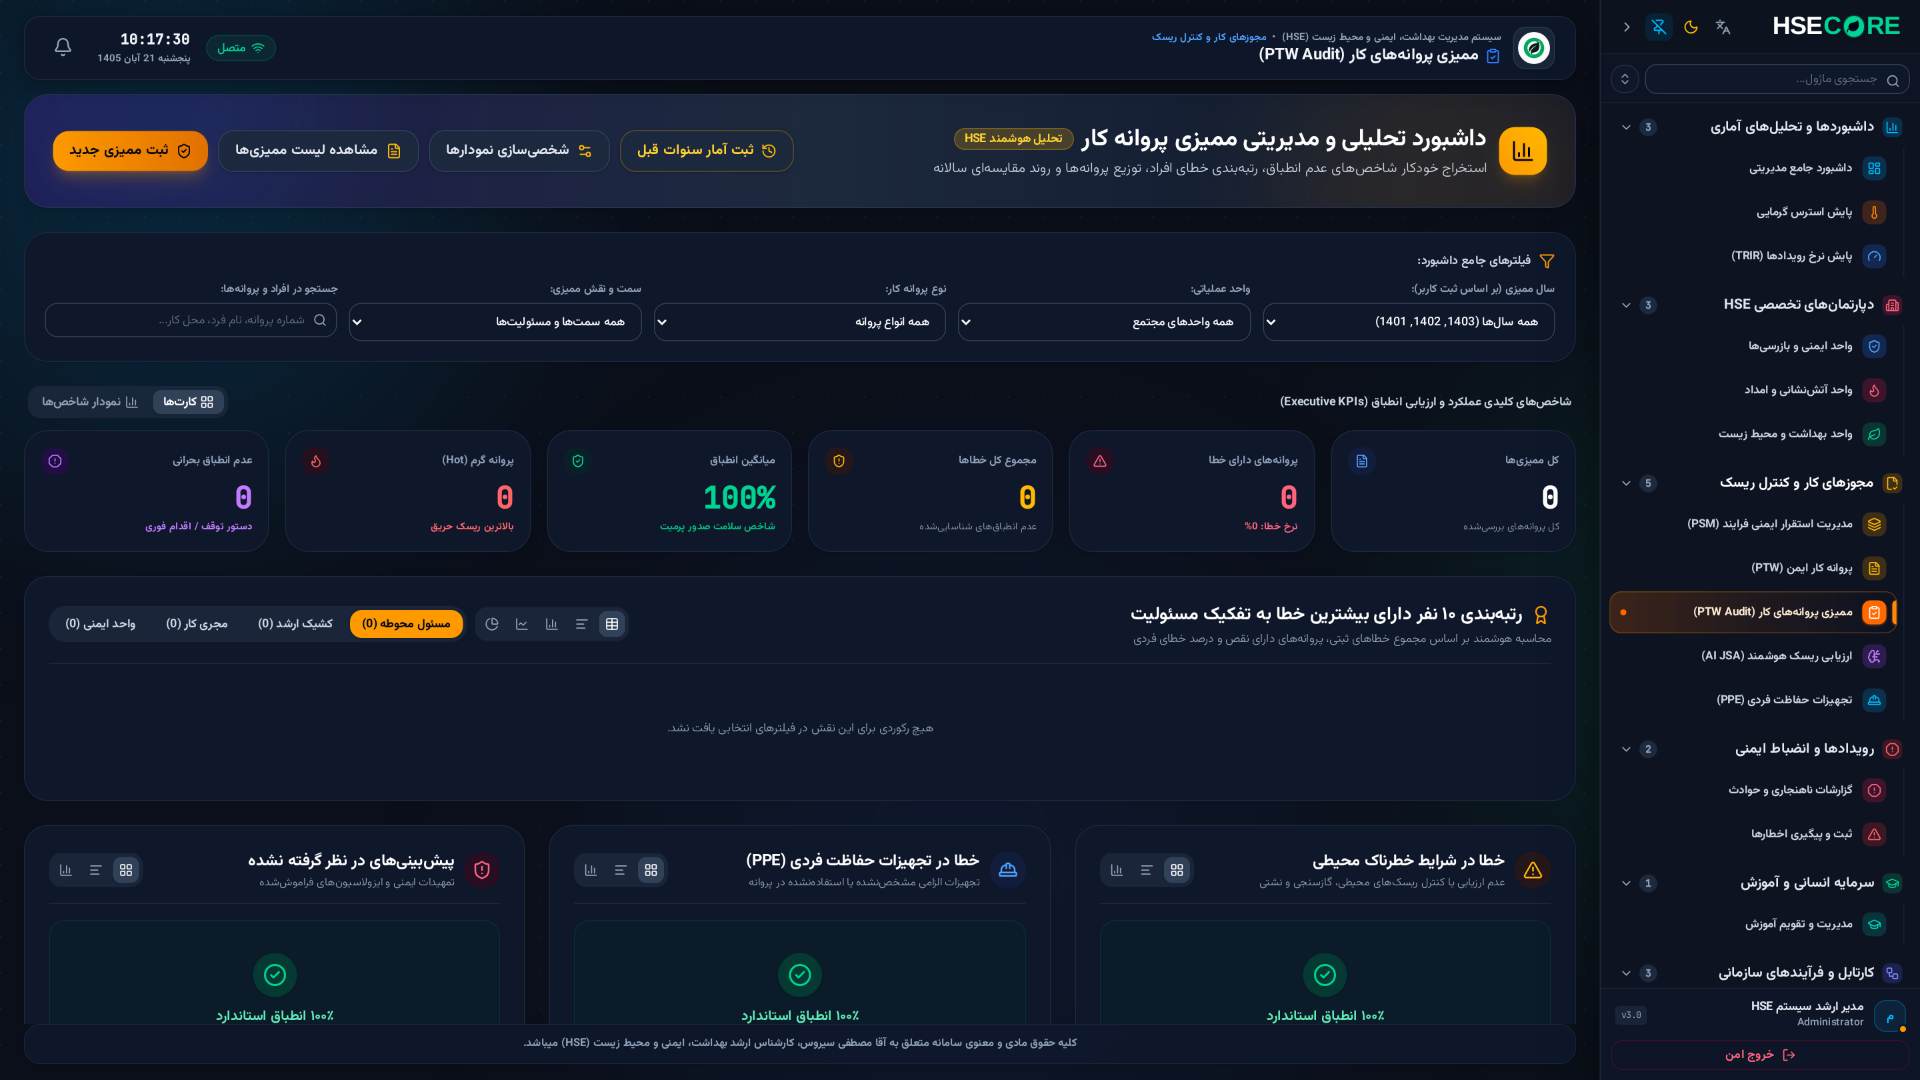 HSECORE
جستجوی ماژول...
داشبوردها و تحلیل‌های آماری
3
داشبورد جامع مدیریتی
پایش استرس گرمایی
پایش نرخ رویدادها (TRIR)
دپارتمان‌های تخصصی HSE
3
واحد ایمنی و بازرسی‌ها
واحد آتش‌نشانی و امداد
واحد بهداشت و محیط زیست
مجوزهای کار و کنترل ریسک
5
مدیریت استقرار ایمنی فرایند (PSM)
پروانه کار ایمن (PTW)
ممیزی پروانه‌های کار (PTW Audit)
ارزیابی ریسک هوشمند (AI JSA)
تجهیزات حفاظت فردی (PPE)
رویدادها و انضباط ایمنی
2
گزارشات ناهنجاری و حوادث
ثبت و پیگیری اخطارها
سرمایه انسانی و آموزش
1
مدیریت و تقویم آموزش
کارتابل و فرآیندهای سازمانی
3
م
مدیر ارشد سیستم HSE
Administrator
v3.0
خروج امن
سیستم مدیریت بهداشت، ایمنی و محیط زیست (HSE) • مجوزهای کار و کنترل ریسک
ممیزی پروانه‌های کار (PTW Audit)
متصل
10:17:30
پنجشنبه 21 آبان 1405
داشبورد تحلیلی و مدیریتی ممیزی پروانه کار
تحلیل هوشمند HSE
استخراج خودکار شاخص‌های عدم انطباق، رتبه‌بندی خطای افراد، توزیع پروانه‌ها و روند مقایسه‌ای سالانه
ثبت آمار سنوات قبل
شخصی‌سازی نمودارها
مشاهده لیست ممیزی‌ها
ثبت ممیزی جدید
فیلترهای جامع داشبورد:
سال ممیزی (بر اساس ثبت کاربر):
همه سال‌ها (1403, 1402, 1401)
واحد عملیاتی:
همه واحدهای مجتمع
نوع پروانه کار:
همه انواع پروانه
سمت و نقش ممیزی:
همه سمت‌ها و مسئولیت‌ها
جستجو در افراد و پروانه‌ها:
شماره پروانه، نام فرد، محل کار...
شاخص‌های کلیدی عملکرد و ارزیابی انطباق (Executive KPIs)
کارت‌ها
نمودار شاخص‌ها
کل ممیزی‌ها
0
کل پروانه‌های بررسی‌شده
پروانه‌های دارای خطا
0
نرخ خطا: 0%
مجموع کل خطاها
0
عدم انطباق‌های شناسایی‌شده
میانگین انطباق
100%
شاخص سلامت صدور پرمیت
پروانه گرم (Hot)
0
بالاترین ریسک حریق
عدم انطباق بحرانی
0
دستور توقف / اقدام فوری
رتبه‌بندی ۱۰ نفر دارای بیشترین خطا به تفکیک مسئولیت
محاسبه هوشمند بر اساس مجموع خطاهای ثبتی، پروانه‌های دارای نقص و درصد خطای فردی
مسئول محوطه (0)
کشیک ارشد (0)
مجری کار (0)
واحد ایمنی (0)
هیچ رکوردی برای این نقش در فیلترهای انتخابی یافت نشد.
خطا در شرایط خطرناک محیطی
عدم ارزیابی یا کنترل ریسک‌های محیطی، گازسنجی و نشتی
۱۰۰٪ انطباق استاندارد
خطا در تجهیزات حفاظت فردی (PPE)
تجهیزات الزامی مشخص‌نشده یا استفاده‌نشده در پروانه
۱۰۰٪ انطباق استاندارد
پیش‌بینی‌های در نظر گرفته نشده
تمهیدات ایمنی و ایزولاسیون‌های فراموش‌شده
۱۰۰٪ انطباق استاندارد
کلیه حقوق مادی و معنوی سامانه متعلق به آقا مصطفی سیروس، کارشناس ارشد بهداشت، ایمنی و محیط زیست (HSE) میباشد.